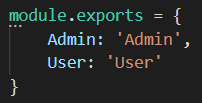 module.exports = {
    Admin: 'Admin',
    User: 'User'
}